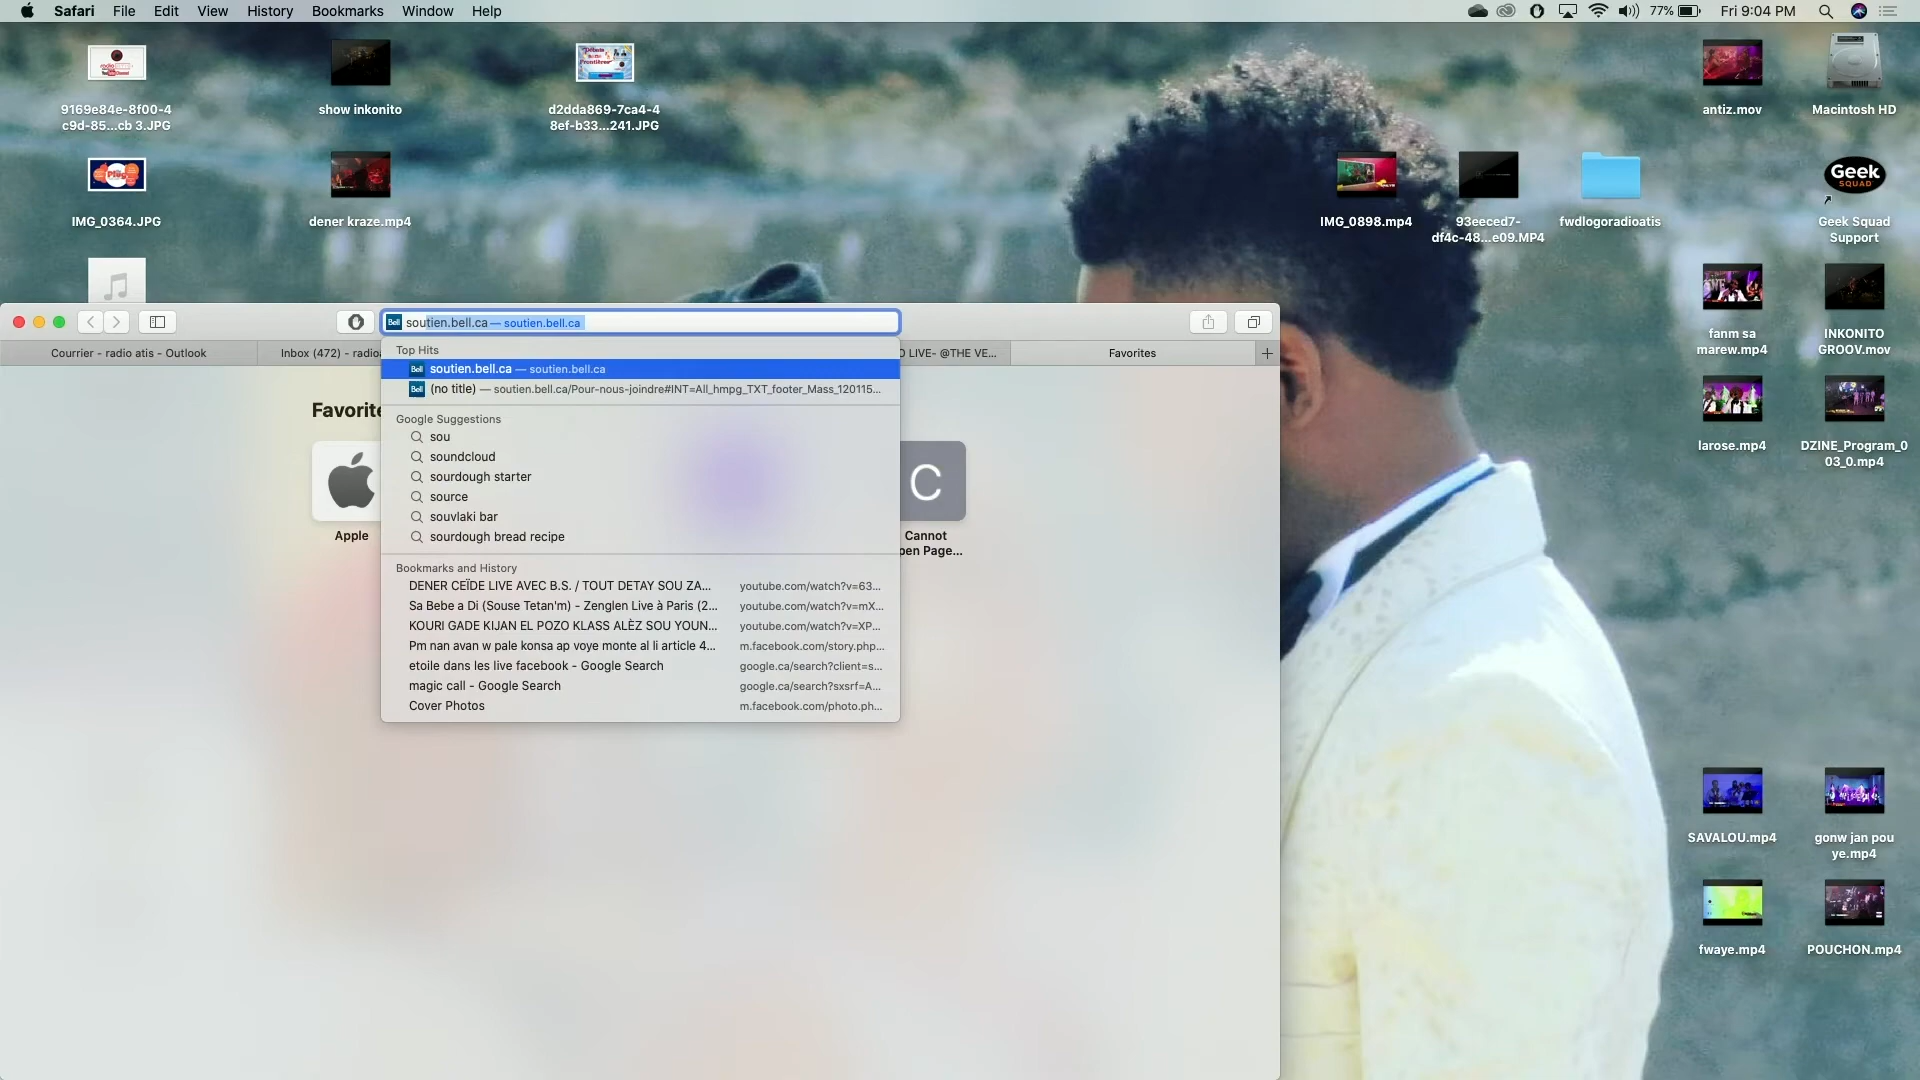 Safari File Edit View History Bookmarks Window Help
77% Fri 9:04 PM
9169e84e-8f00-4
c9d-85...cb 3.JPG
show inkonito
d2dda869-7ca4-4
8ef-b33...241.JPG
antiz.mov
Macintosh HD
IMG_0364.JPG
dener kraze.mp4
IMG_0898.mp4
93eeced7-
df4c-48...e09.MP4
fwdlogoradioatis
Geek
SQUAD
Geek Squad
Support
fanm sa
marew.mp4
INKONITO
GROOV.mov
larose.mp4
DZINE_Program_0
03_0.mp4
SAVALOU.mp4
gonw jan pou
ye.mp4
fwaye.mp4
POUCHON.mp4
Bell soutien.bell.ca — soutien.bell.ca
Courrier - radio atis - Outlook
Inbox (472) - radio
LIVE- @THE VE...
Favorites
Top Hits
Bell soutien.bell.ca — soutien.bell.ca
Bell (no title) — soutien.bell.ca/Pour-nous-joindre#INT=All_hmpg_TXT_footer_Mass_120115...
Google Suggestions
sou
soundcloud
sourdough starter
source
souvlaki bar
sourdough bread recipe
Bookmarks and History
DENER CEÏDE LIVE AVEC B.S. / TOUT DETAY SOU ZA... youtube.com/watch?v=63...
Sa Bebe a Di (Souse Tetan'm) - Zenglen Live à Paris (2... youtube.com/watch?v=mX...
KOURI GADE KIJAN EL POZO KLASS ALÈZ SOU YOUN... youtube.com/watch?v=XP...
Pm nan avan w pale konsa ap voye monte al li article 4... m.facebook.com/story.php...
etoile dans les live facebook - Google Search google.ca/search?client=s...
magic call - Google Search google.ca/search?sxsrf=A...
Cover Photos m.facebook.com/photo.ph...
Favorite
Apple
C
Cannot
pen Page...